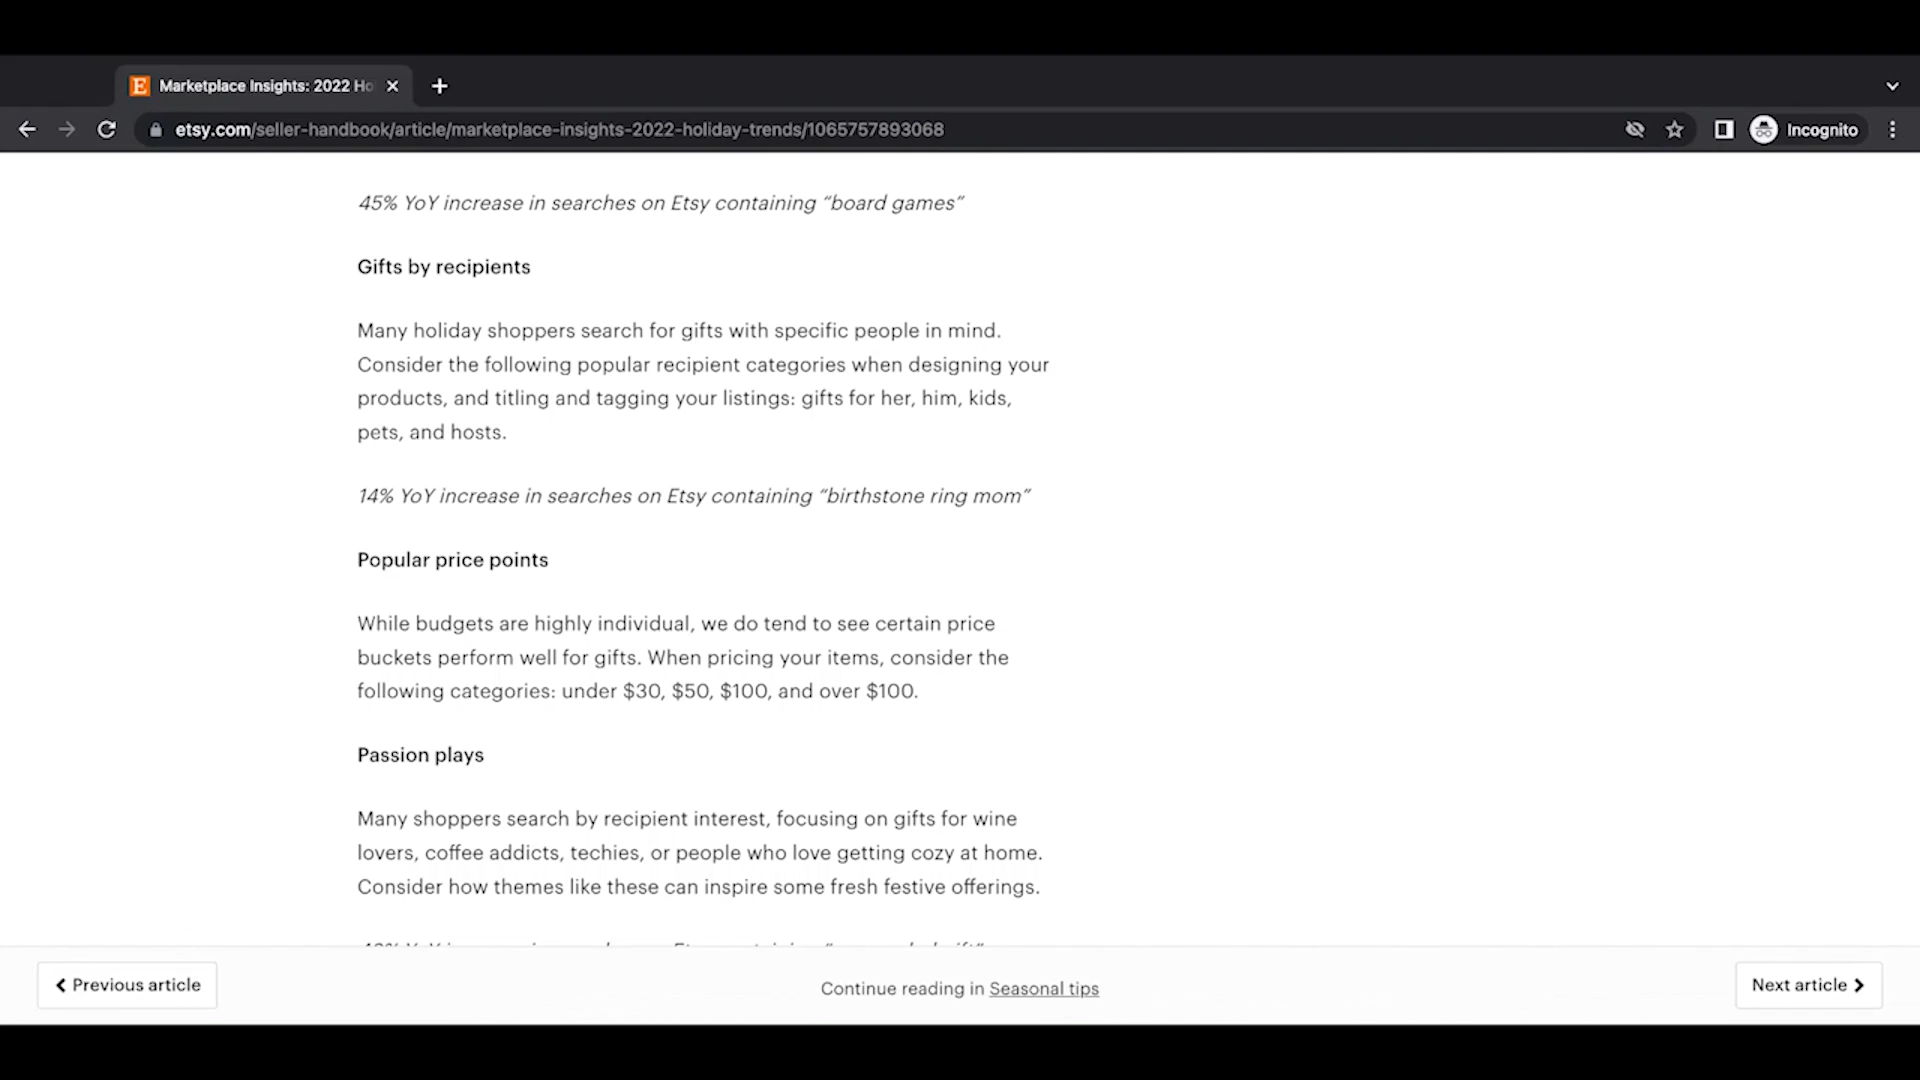 Marketplace Insights: 2022 Ho
etsy.com/seller-handbook/article/marketplace-insights-2022-holiday-trends/1065757893068
Incognito
45% YoY increase in searches on Etsy containing “board games”
Gifts by recipients
Many holiday shoppers search for gifts with specific people in mind.
Consider the following popular recipient categories when designing your
products, and titling and tagging your listings: gifts for her, him, kids,
pets, and hosts.
14% YoY increase in searches on Etsy containing “birthstone ring mom”
Popular price points
While budgets are highly individual, we do tend to see certain price
buckets perform well for gifts. When pricing your items, consider the
following categories: under $30, $50, $100, and over $100.
Passion plays
Many shoppers search by recipient interest, focusing on gifts for wine
lovers, coffee addicts, techies, or people who love getting cozy at home.
Consider how themes like these can inspire some fresh festive offerings.
Previous article
Continue reading in Seasonal tips
Next article